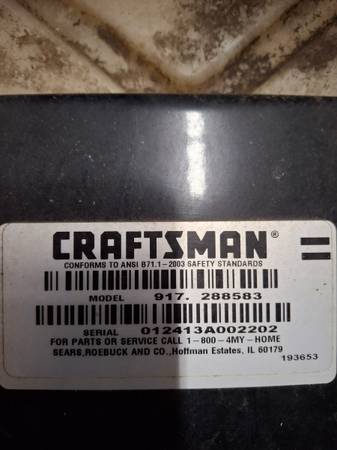 CRAFTSMAN®
CONFORMS TO ANSI B71.1-2003 SAFETY STANDARDS
MODEL 917. 288583
SERIAL 012413A002202
FOR PARTS OR SERVICE CALL 1-800-4MY-HOME
SEARS,ROEBUCK AND CO.,Hoffman Estates, IL 60179
193653